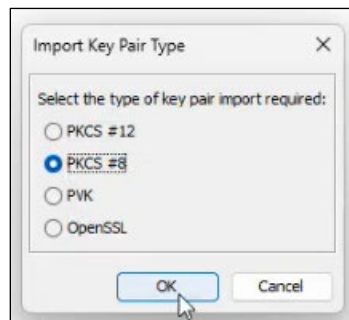 Import Key Pair Type
Select the type of key pair import required:
PKCS #12
PKCS #8
PVK
OpenSSL
OK Cancel